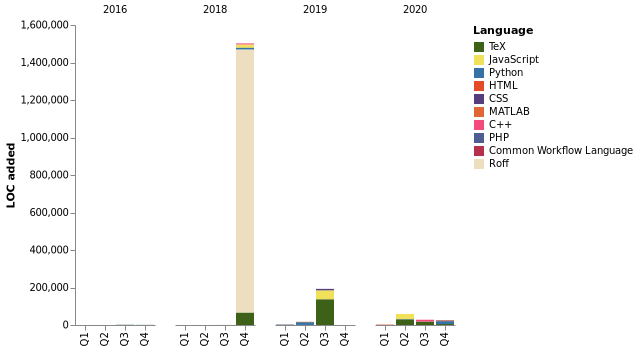 2016 2018 2019 2020
Language
TeX
JavaScript
Python
HTML
CSS
MATLAB
C++
PHP
Common Workflow Language
Roff
LOC added
1,600,000
1,400,000
1,200,000
1,000,000
800,000
600,000
400,000
200,000
0
Q1 Q2 Q3 Q4 Q1 Q2 Q3 Q4 Q1 Q2 Q3 Q4 Q1 Q2 Q3 Q4